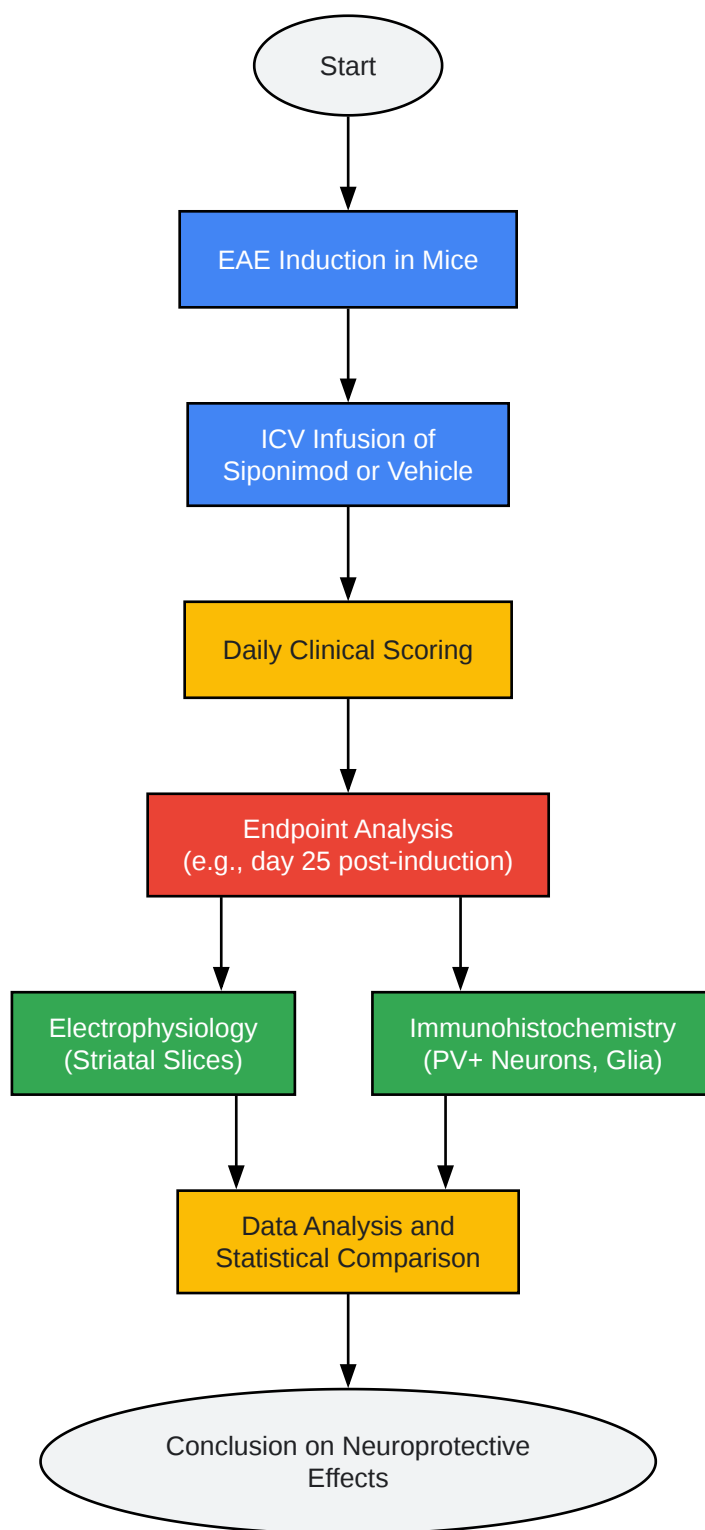 Start
EAE Induction in Mice
ICV Infusion of
Siponimod or Vehicle
Daily Clinical Scoring
Endpoint Analysis
(e.g., day 25 post-induction)
Electrophysiology
(Striatal Slices)
Immunohistochemistry
(PV+ Neurons, Glia)
Data Analysis and
Statistical Comparison
Conclusion on Neuroprotective
Effects